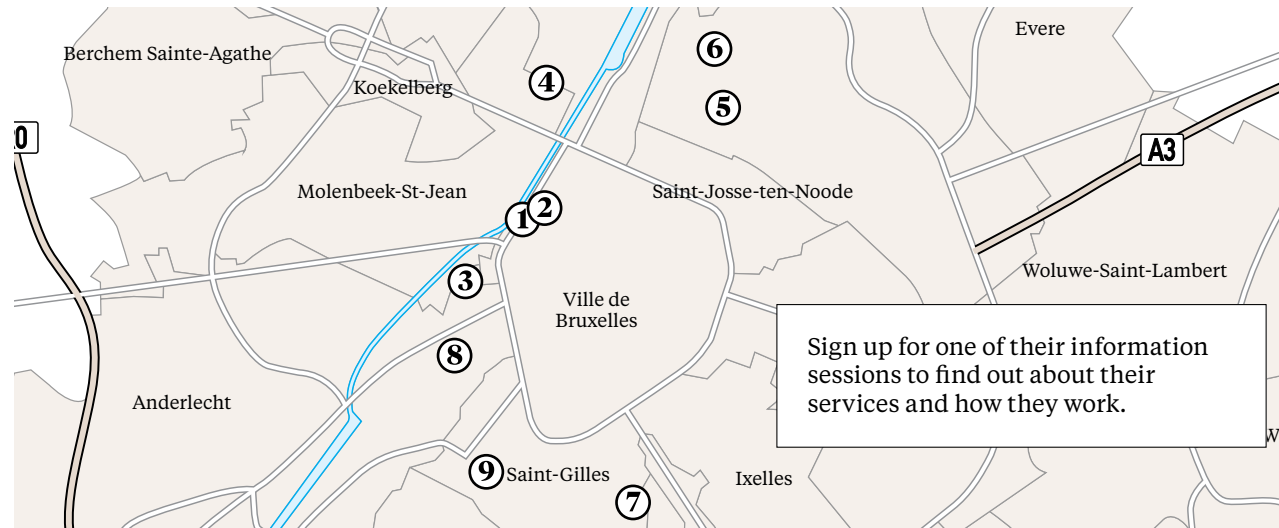 Evere
6
Berchem Sainte-Agathe
4
Koekelberg
5
A3
Molenbeek-St-Jean
Saint-Josse-ten-Noode
1
2
3
Woluwe-Saint-Lambert
Ville de
Bruxelles
Sign up for one of their information
sessions to find out about their
services and how they work.
8
Anderlecht
9
Saint-Gilles
Ixelles
7